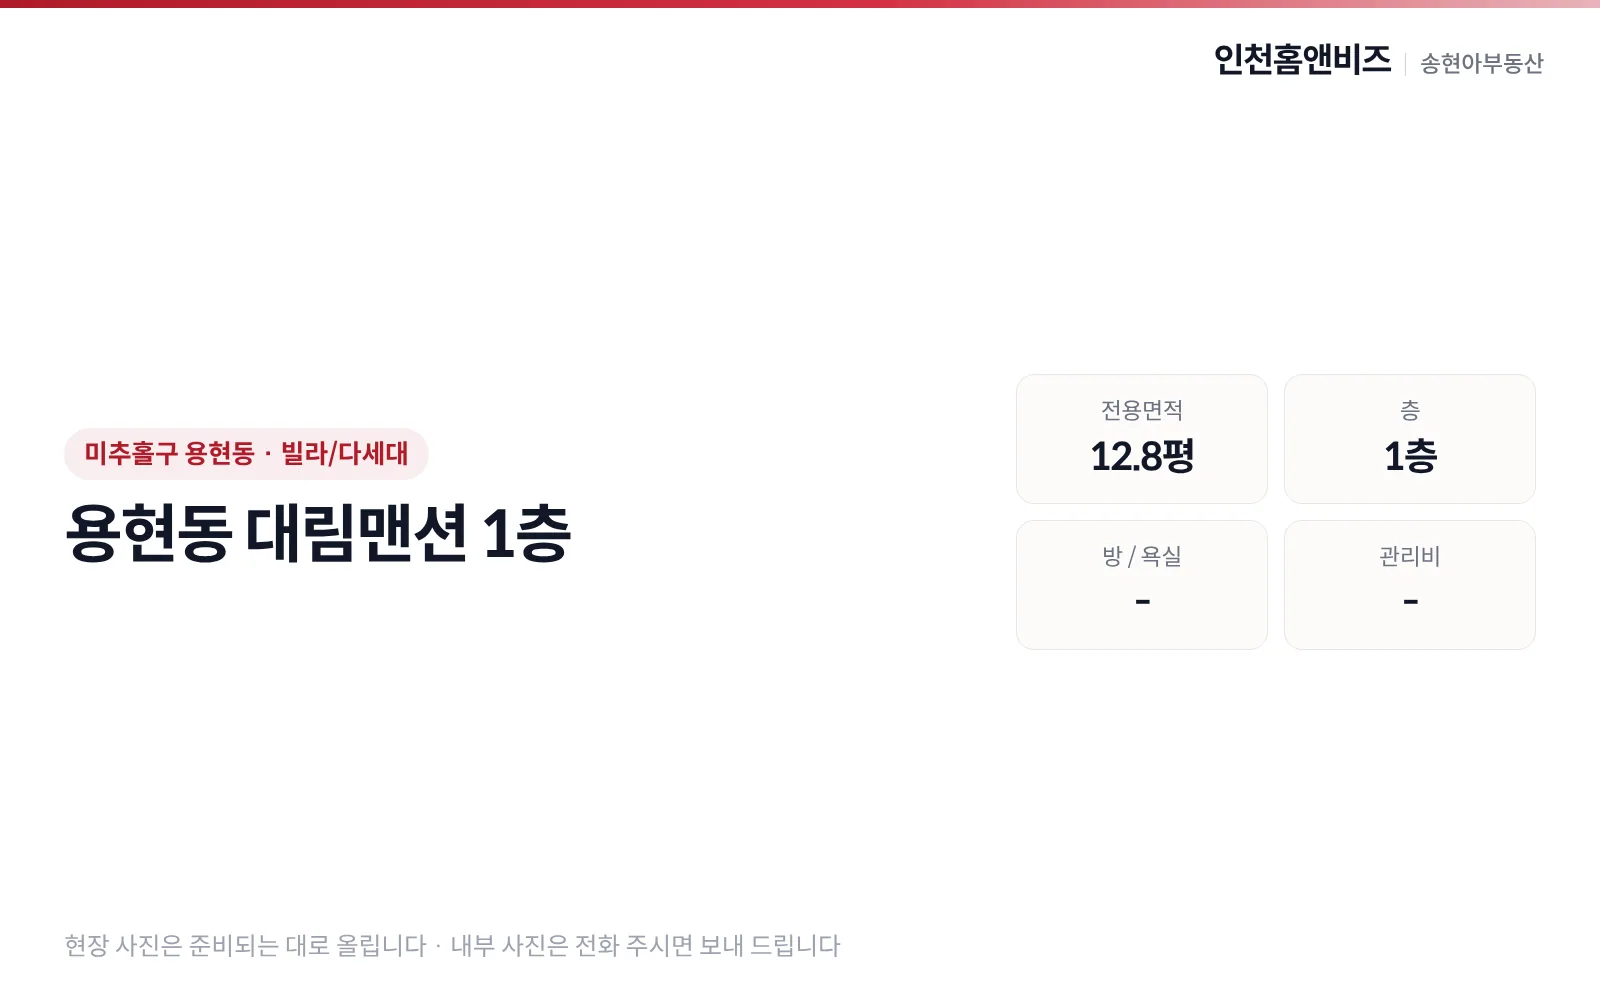 인천홈앤비즈 송현아부동산
미추홀구 용현동 · 빌라/다세대
용현동 대림맨션 1층
전용면적
12.8평
층
1층
방 / 욕실
–
관리비
–
현장 사진은 준비되는 대로 올립니다 · 내부 사진은 전화 주시면 보내 드립니다